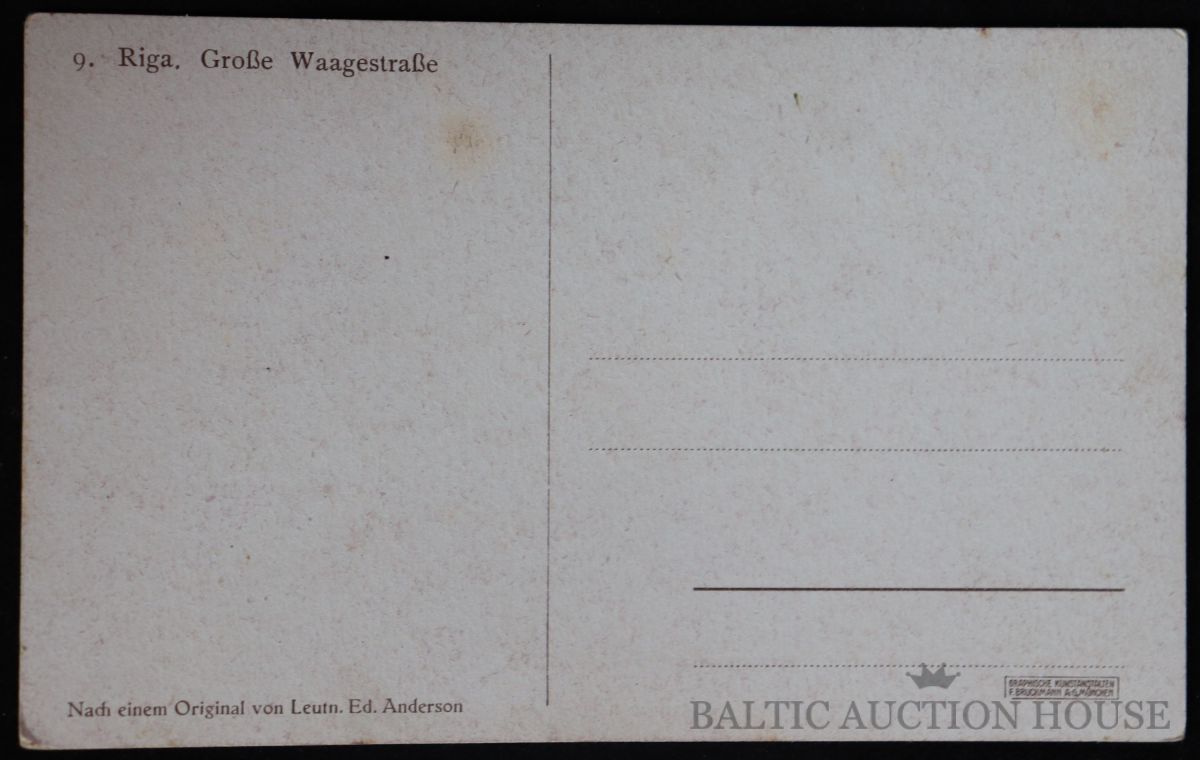 9. Riga. Große Waagestraße
Nach einem Original von Leutn. Ed. Anderson
GRAPHISCHE KUNSTANSTALTEN
F. BRUCKMANN A-G, MÜNCHEN
BALTIC AUCTION HOUSE